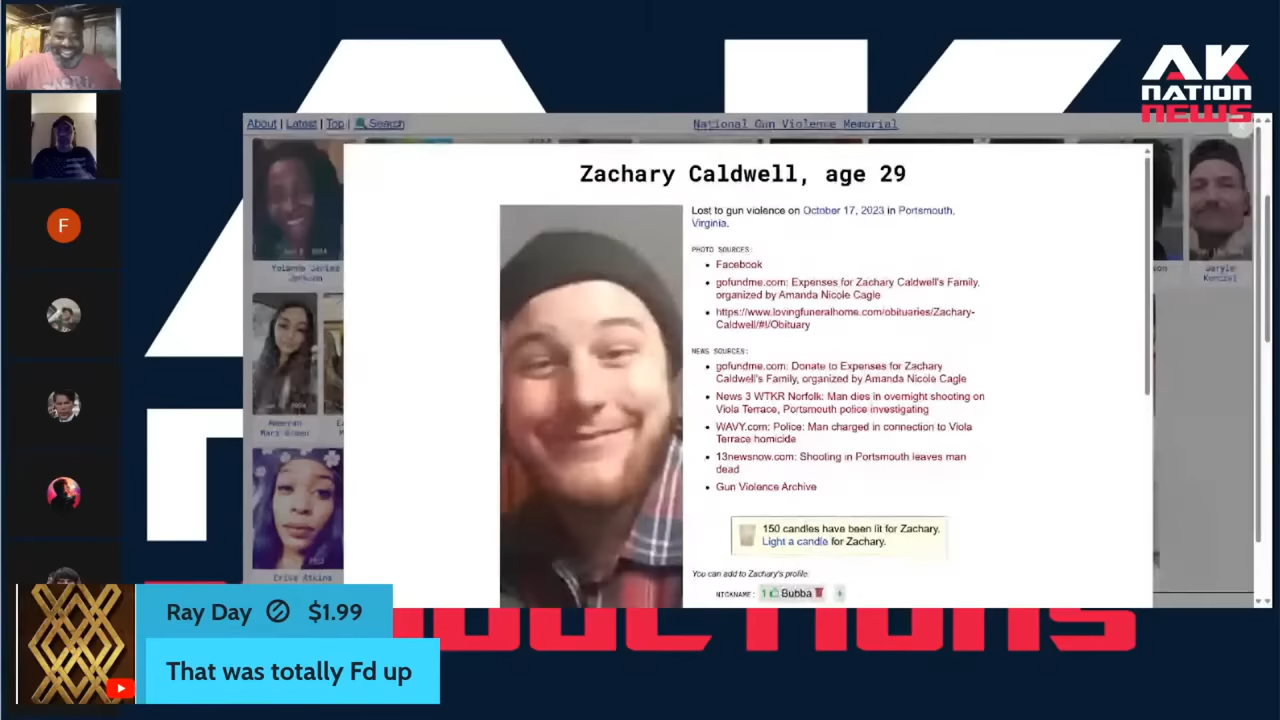 AK
NATION
NEWS
About | Latest | Top | Search
National Gun Violence Memorial
Zachary Caldwell, age 29
Lost to gun violence on October 17, 2023 in Portsmouth,
Virginia.
PHOTO SOURCES:
Facebook
gofundme.com: Expenses for Zachary Caldwell's Family,
organized by Amanda Nicole Cagle
https://www.lovingfuneralhome.com/obituaries/Zachary-
Caldwell/#!/Obituary
NEWS SOURCES:
gofundme.com: Donate to Expenses for Zachary
Caldwell's Family, organized by Amanda Nicole Cagle
News 3 WTKR Norfolk: Man dies in overnight shooting on
Viola Terrace, Portsmouth police investigating
WAVY.com: Police: Man charged in connection to Viola
Terrace homicide
13newsnow.com: Shooting in Portsmouth leaves man
dead
Gun Violence Archive
150 candles have been lit for Zachary.
Light a candle for Zachary.
You can add to Zachary's profile:
NICKNAME: 1 Bubba
F
Ray Day $1.99
That was totally Fd up